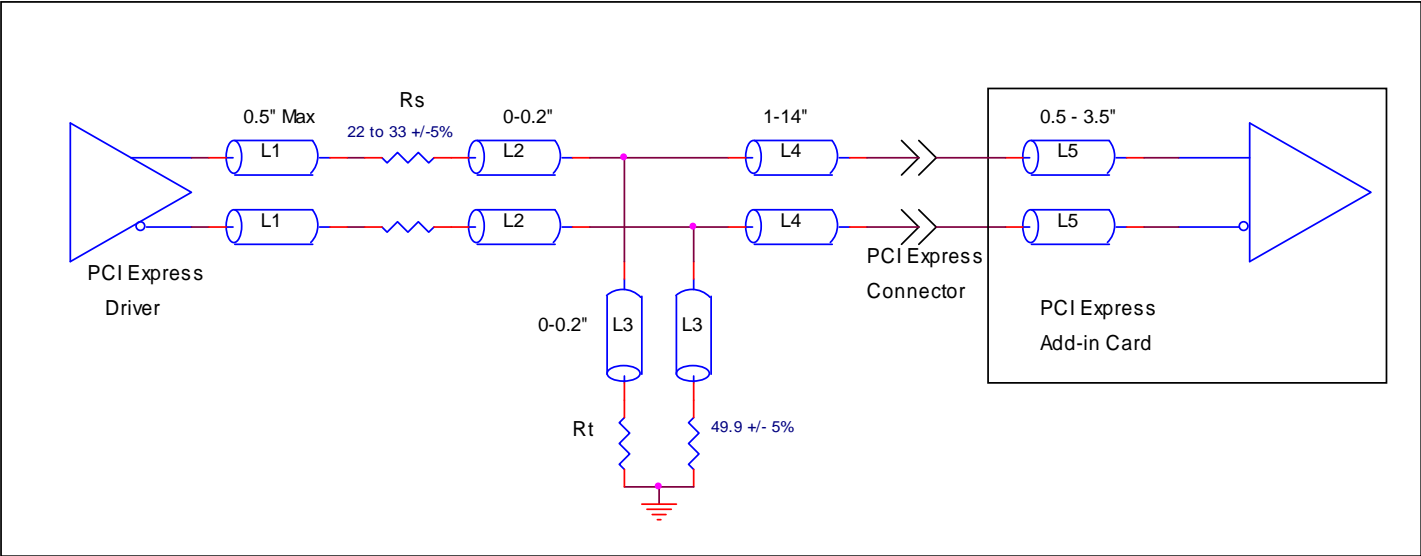 0.5" Max
Rs
22 to 33 +/-5%
0-0.2"
1-14"
0.5 - 3.5"
L1
L2
L4
L5
L1
L2
L4
L5
PCI Express
Driver
PCI Express
Connector
0-0.2"
L3
L3
PCI Express
Add-in Card
Rt
49.9 +/- 5%